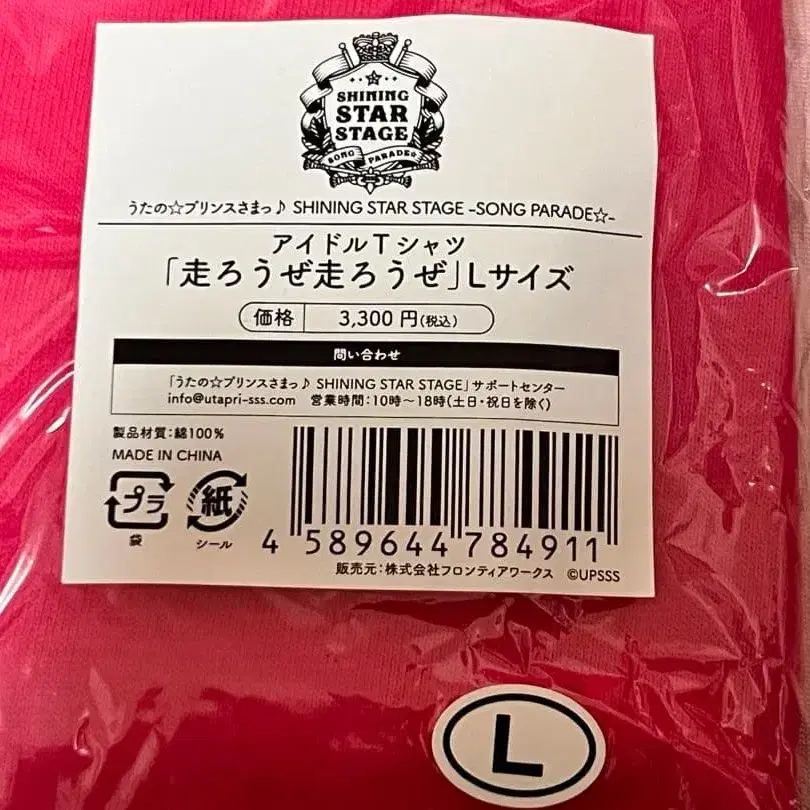 SHINING
STAR
STAGE
SONG PARADE☆
うたの☆プリンスさまっ♪ SHINING STAR STAGE -SONG PARADE☆-
アイドルTシャツ
「走ろうぜ走ろうぜ」Lサイズ
価格 3,300 円(税込)
問い合わせ
「うたの☆プリンスさまっ♪ SHINING STAR STAGE」サポートセンター
info@utapri-sss.com 営業時間:10時～18時(土日・祝日を除く)
製品材質:綿100%
MADE IN CHINA
プラ 紙
袋 シール
4 589644 784911
販売元:株式会社フロンティアワークス ©UPSSS
L